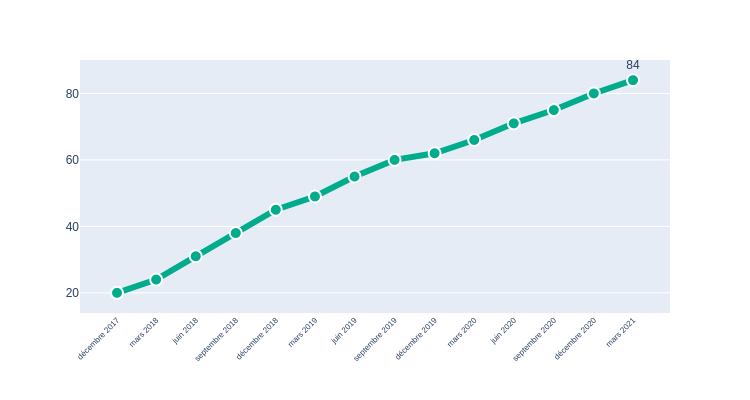 84
80
60
40
20
décembre 2017
mars 2018
juin 2018
septembre 2018
décembre 2018
mars 2019
juin 2019
septembre 2019
décembre 2019
mars 2020
juin 2020
septembre 2020
décembre 2020
mars 2021